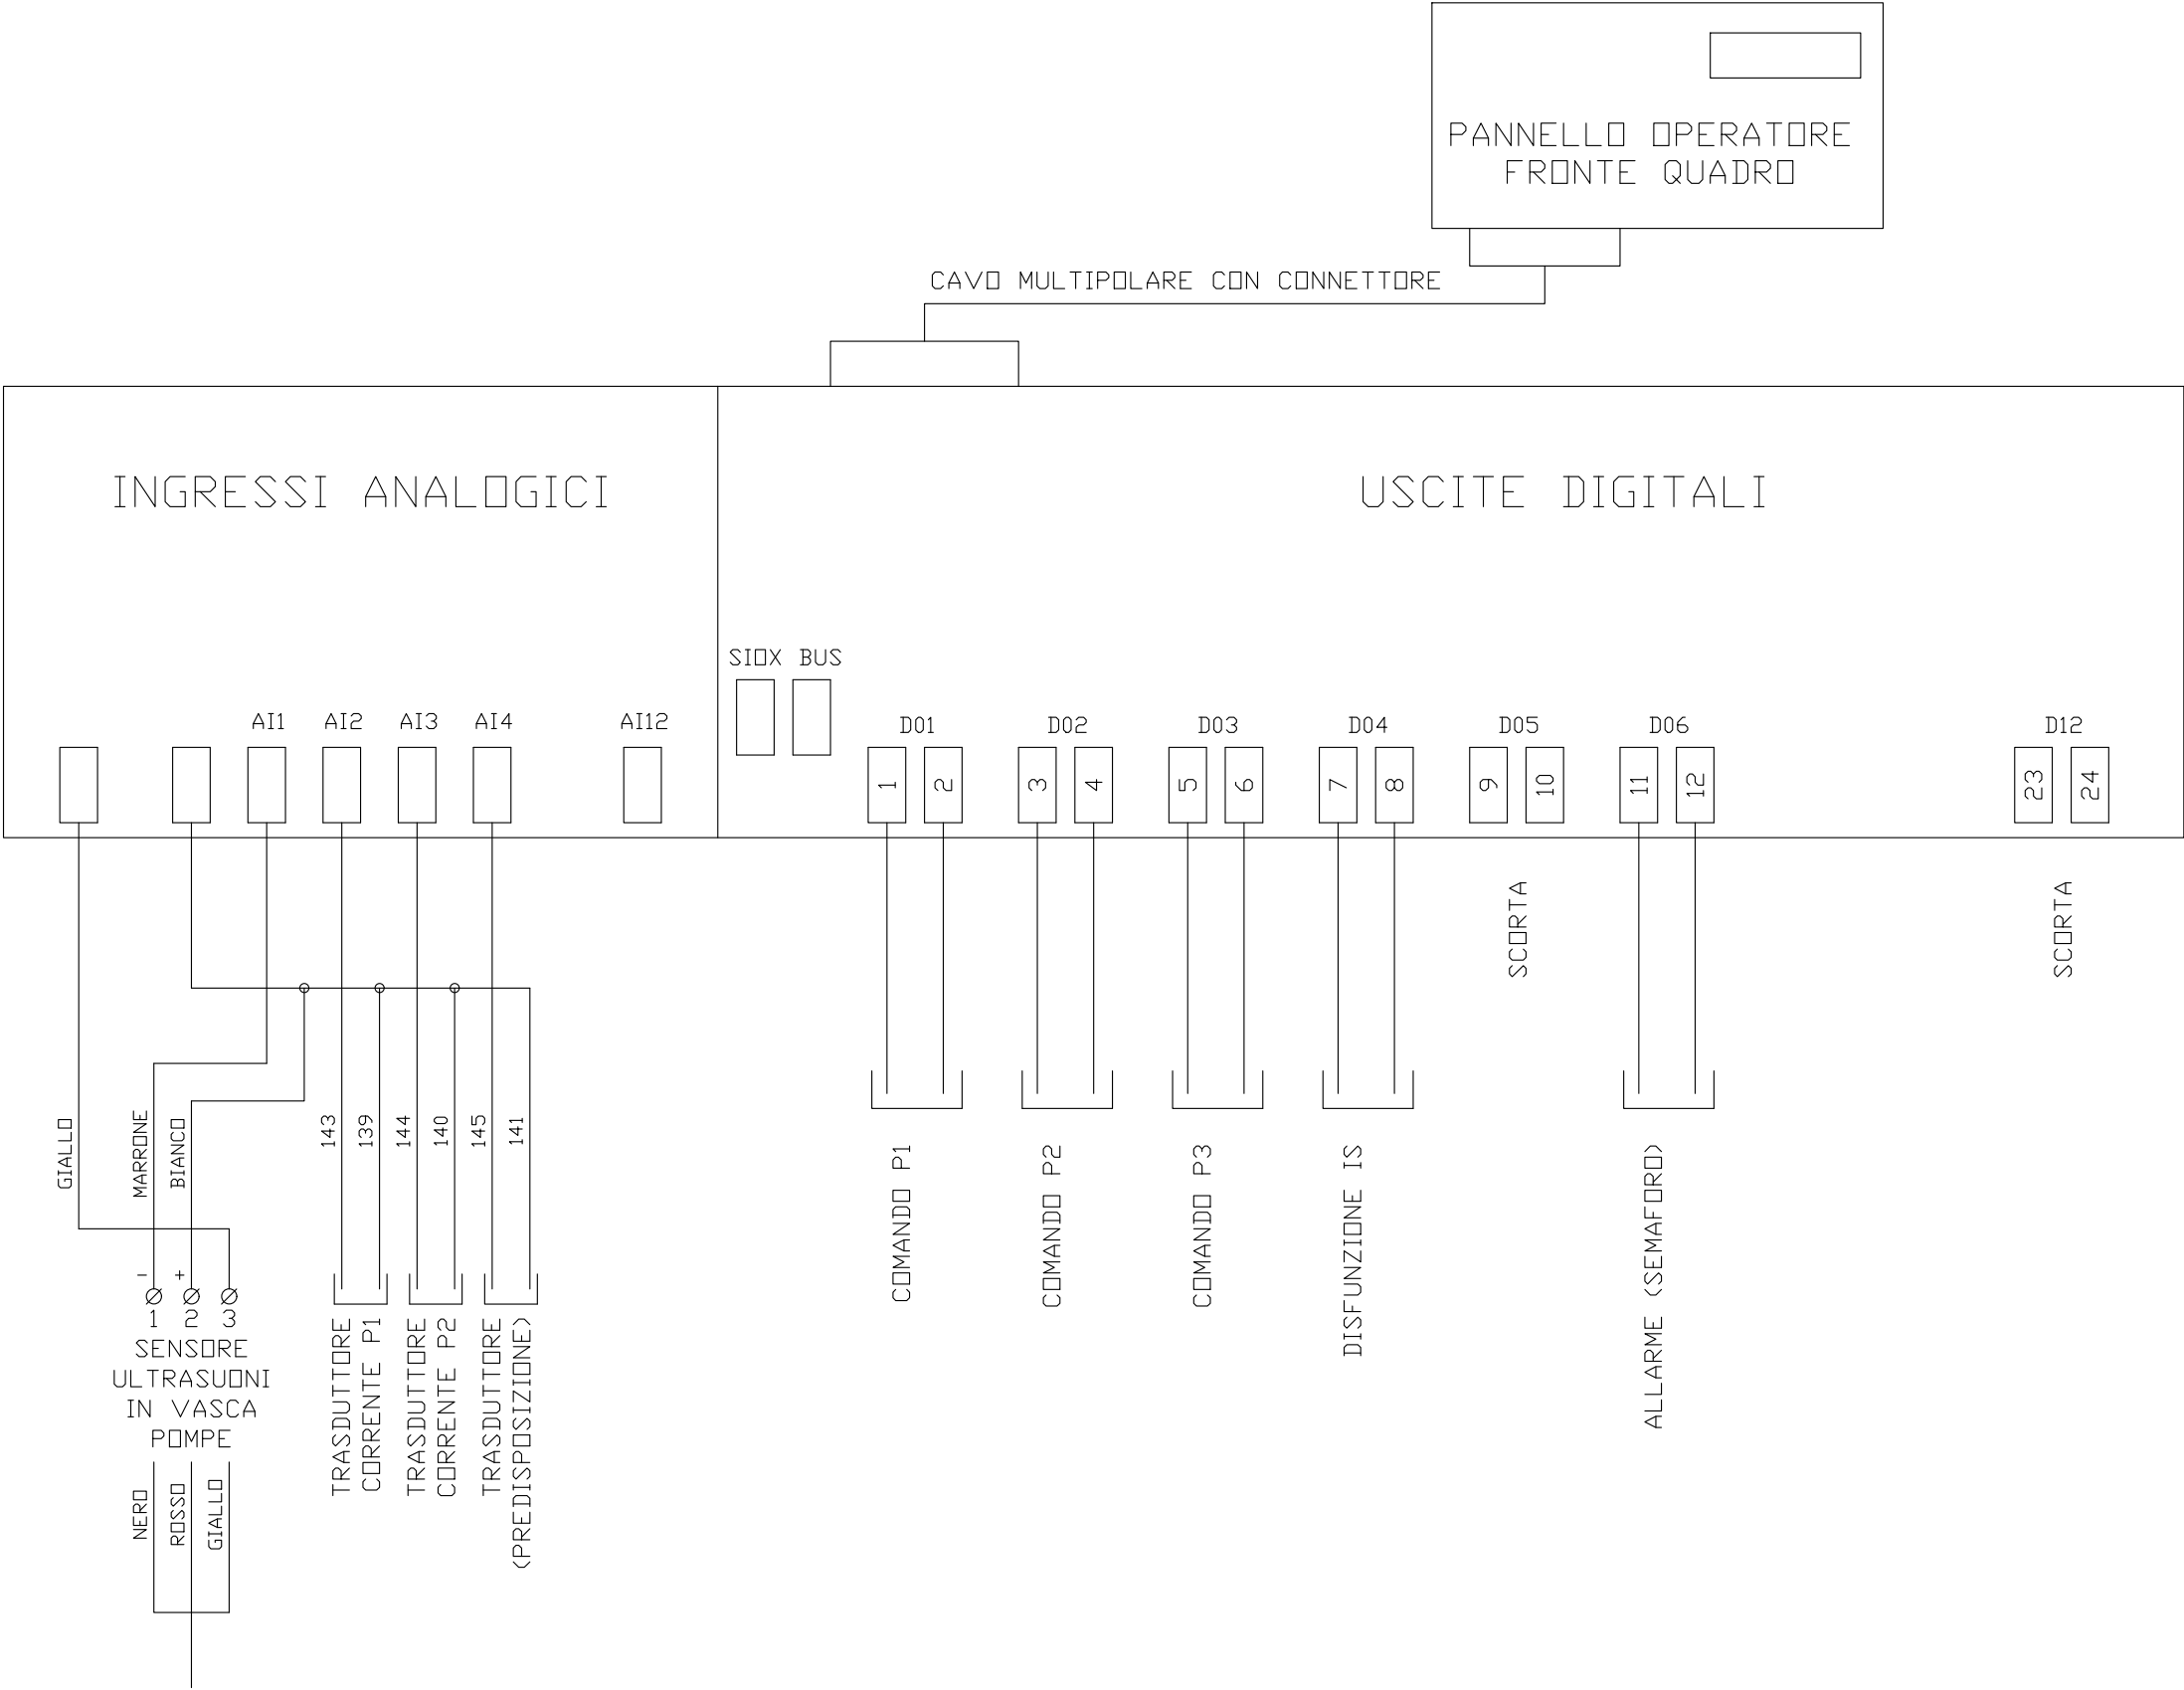 PANNELLO OPERATORE
FRONTE QUADRO
CAVO MULTIPOLARE CON CONNETTORE
INGRESSI ANALOGICI
USCITE DIGITALI
SIOX BUS
AI1
AI2
AI3
AI4
AI12
D01
D02
D03
D04
D05
D06
D12
1
2
3
4
5
6
7
8
9
10
11
12
23
24
SCORTA
SCORTA
GIALLO
MARRONE
BIANCO
143
139
144
140
145
141
- +
1 2 3
SENSORE
ULTRASUONI
IN VASCA
POMPE
NERO
ROSSO
GIALLO
TRASDUTTORE
CORRENTE P1
TRASDUTTORE
CORRENTE P2
TRASDUTTORE
(PREDISPOSIZIONE)
COMANDO P1
COMANDO P2
COMANDO P3
DISFUNZIONE IS
ALLARME (SEMAFORO)